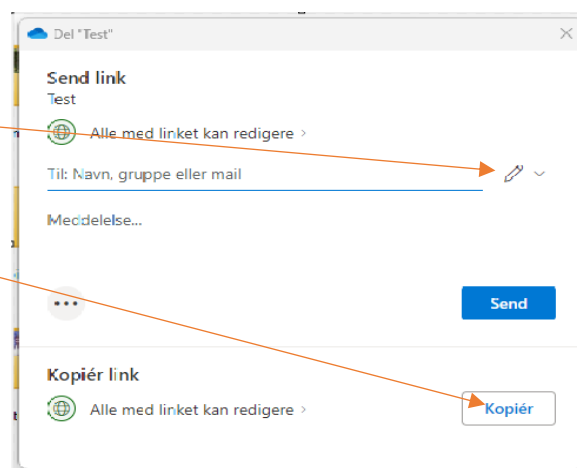 Del "Test"
Send link
Test
Alle med linket kan redigere
Til: Navn, gruppe eller mail
Meddelelse...
Send
Kopiér link
Alle med linket kan redigere
Kopiér